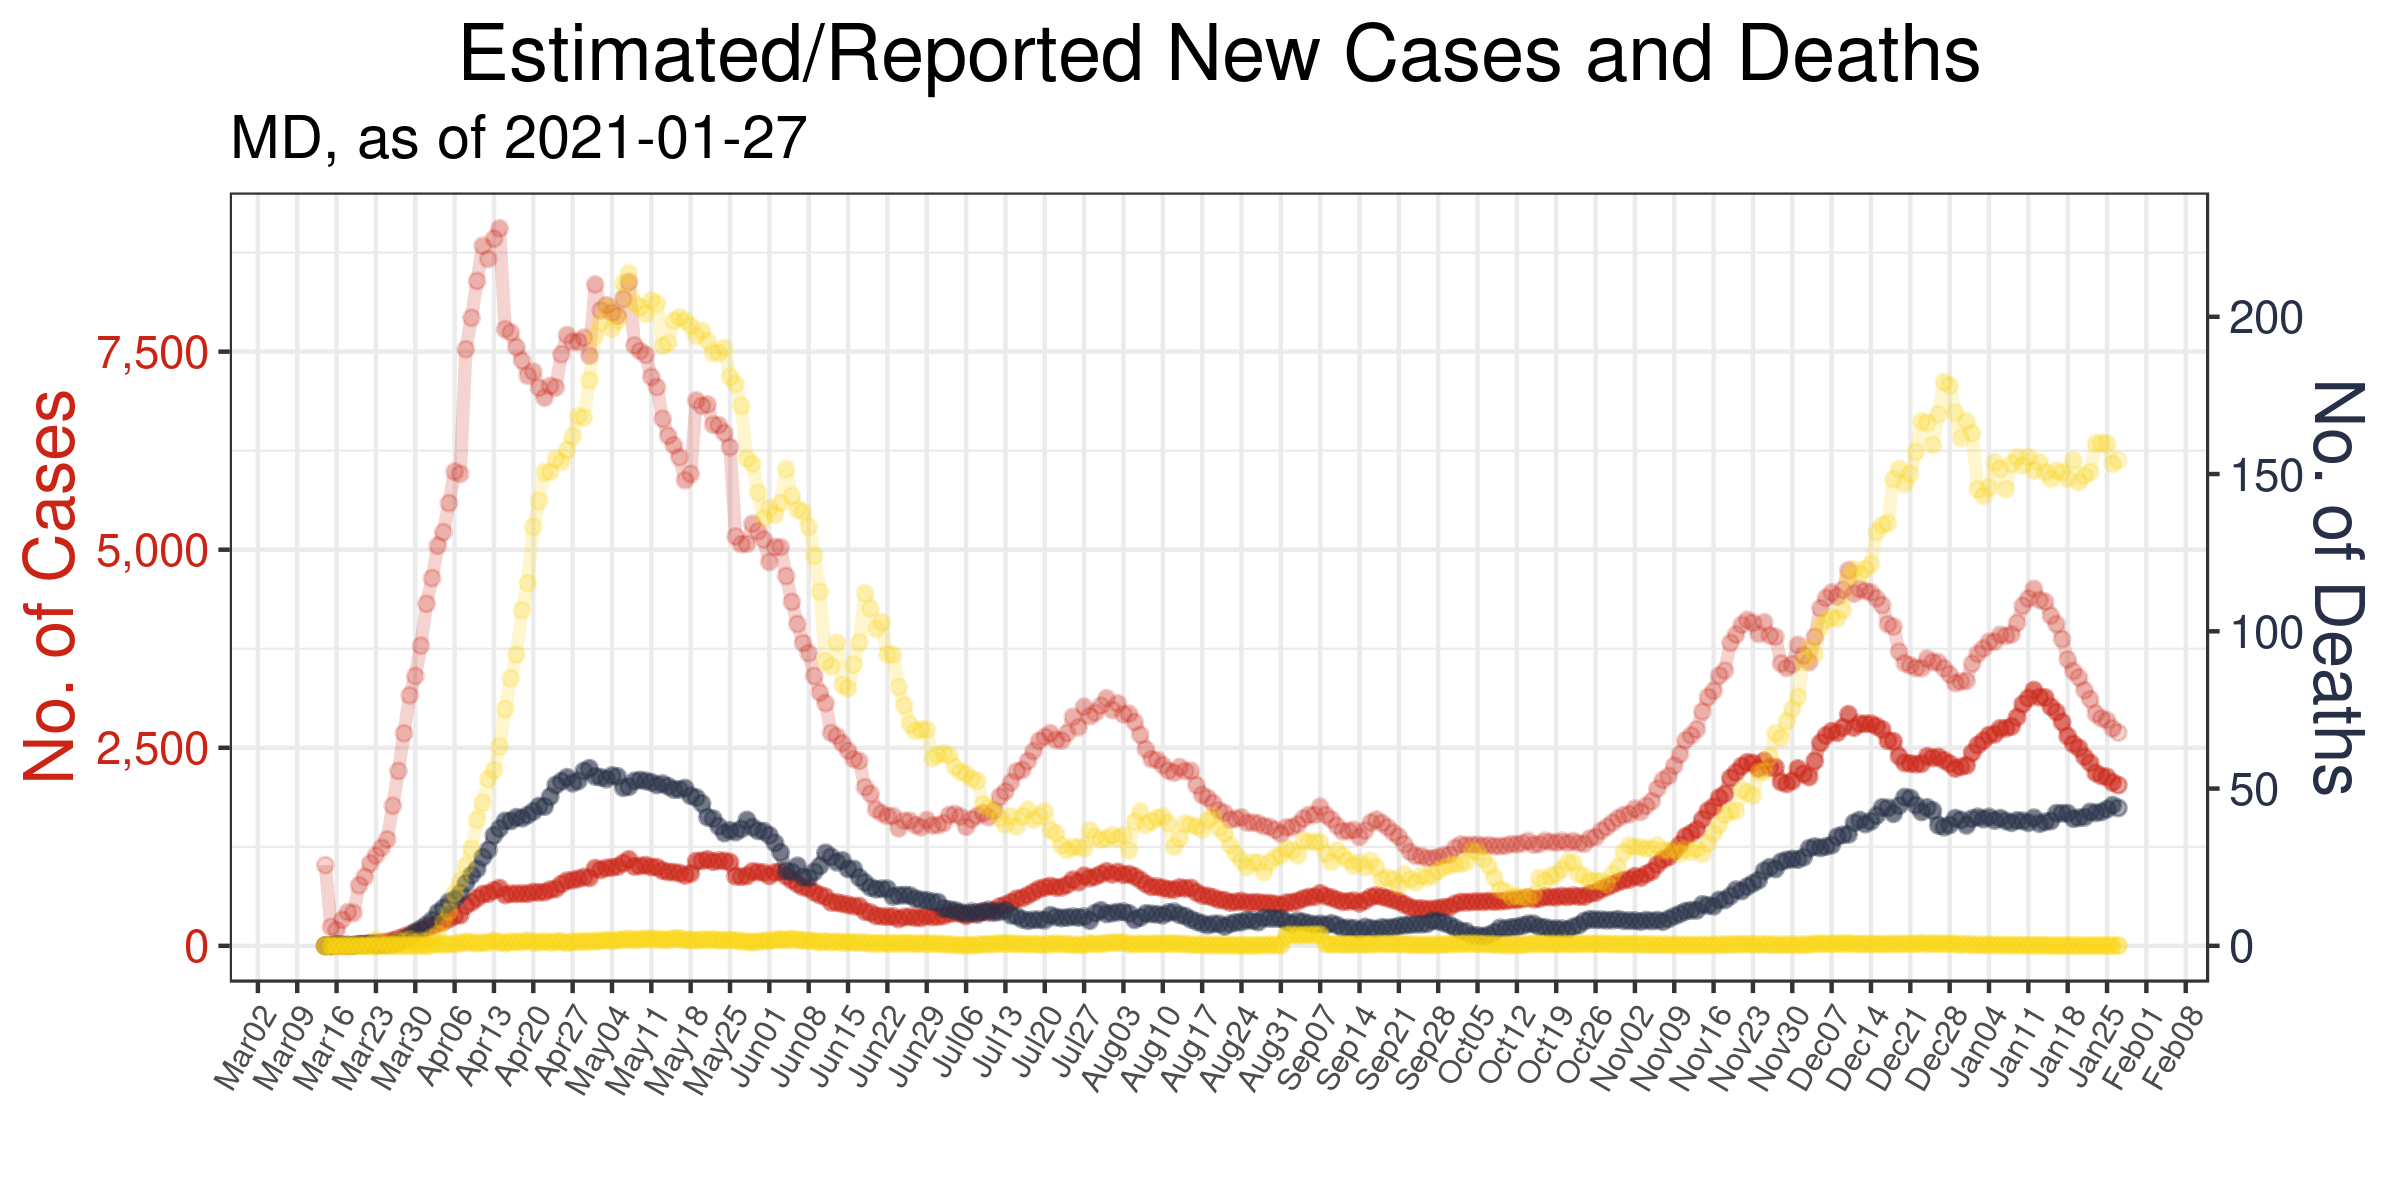 Estimated/Reported New Cases and Deaths
MD, as of 2021-01-27
No. of Cases
7,500
5,000
2,500
0
200
150
100
50
0
No. of Deaths
Mar02
Mar09
Mar16
Mar23
Mar30
Apr06
Apr13
Apr20
Apr27
May04
May11
May18
May25
Jun01
Jun08
Jun15
Jun22
Jun29
Jul06
Jul13
Jul20
Jul27
Aug03
Aug10
Aug17
Aug24
Aug31
Sep07
Sep14
Sep21
Sep28
Oct05
Oct12
Oct19
Oct26
Nov02
Nov09
Nov16
Nov23
Nov30
Dec07
Dec14
Dec21
Dec28
Jan04
Jan11
Jan18
Jan25
Feb01
Feb08